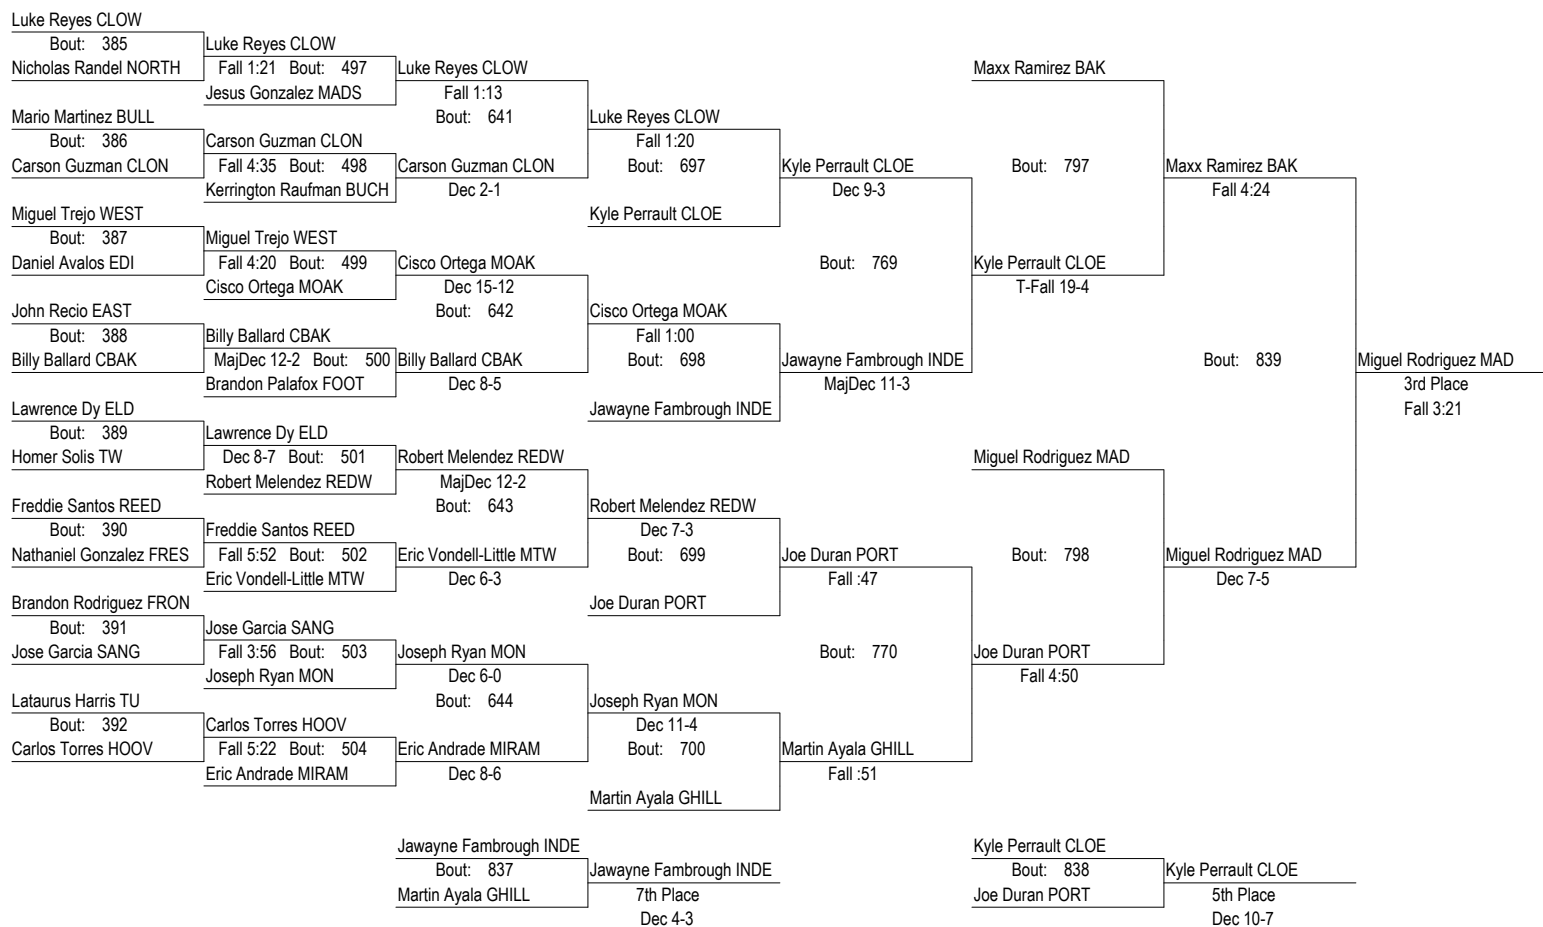 Luke Reyes CLOW
Bout: 385
Nicholas Randel NORTH
Mario Martinez BULL
Bout: 386
Carson Guzman CLON
Miguel Trejo WEST
Bout: 387
Daniel Avalos EDI
John Recio EAST
Bout: 388
Billy Ballard CBAK
Lawrence Dy ELD
Bout: 389
Homer Solis TW
Freddie Santos REED
Bout: 390
Nathaniel Gonzalez FRES
Brandon Rodriguez FRON
Bout: 391
Jose Garcia SANG
Lataurus Harris TU
Bout: 392
Carlos Torres HOOV
Luke Reyes CLOW
Fall 1:21 Bout: 497
Jesus Gonzalez MADS
Carson Guzman CLON
Fall 4:35 Bout: 498
Kerrington Raufman BUCH
Miguel Trejo WEST
Fall 4:20 Bout: 499
Cisco Ortega MOAK
Billy Ballard CBAK
MajDec 12-2 Bout: 500
Brandon Palafox FOOT
Lawrence Dy ELD
Dec 8-7 Bout: 501
Robert Melendez REDW
Freddie Santos REED
Fall 5:52 Bout: 502
Eric Vondell-Little MTW
Jose Garcia SANG
Fall 3:56 Bout: 503
Joseph Ryan MON
Carlos Torres HOOV
Fall 5:22 Bout: 504
Eric Andrade MIRAM
Luke Reyes CLOW
Fall 1:13
Bout: 641
Carson Guzman CLON
Dec 2-1
Cisco Ortega MOAK
Dec 15-12
Bout: 642
Billy Ballard CBAK
Dec 8-5
Robert Melendez REDW
MajDec 12-2
Bout: 643
Eric Vondell-Little MTW
Dec 6-3
Joseph Ryan MON
Dec 6-0
Bout: 644
Eric Andrade MIRAM
Dec 8-6
Luke Reyes CLOW
Fall 1:20
Bout: 697
Kyle Perrault CLOE
Cisco Ortega MOAK
Fall 1:00
Bout: 698
Jawayne Fambrough INDE
Robert Melendez REDW
Dec 7-3
Bout: 699
Joe Duran PORT
Joseph Ryan MON
Dec 11-4
Bout: 700
Martin Ayala GHILL
Kyle Perrault CLOE
Dec 9-3
Bout: 769
Jawayne Fambrough INDE
MajDec 11-3
Joe Duran PORT
Fall :47
Bout: 770
Martin Ayala GHILL
Fall :51
Maxx Ramirez BAK
Bout: 797
Kyle Perrault CLOE
T-Fall 19-4
Miguel Rodriguez MAD
Bout: 798
Joe Duran PORT
Fall 4:50
Maxx Ramirez BAK
Fall 4:24
Bout: 839
Miguel Rodriguez MAD
Dec 7-5
Miguel Rodriguez MAD
3rd Place
Fall 3:21
Jawayne Fambrough INDE
Bout: 837
Martin Ayala GHILL
Jawayne Fambrough INDE
7th Place
Dec 4-3
Kyle Perrault CLOE
Bout: 838
Joe Duran PORT
Kyle Perrault CLOE
5th Place
Dec 10-7